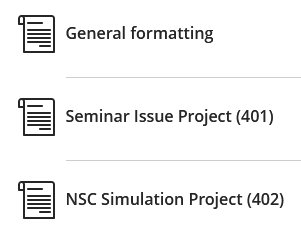 General formatting
Seminar Issue Project (401)
NSC Simulation Project (402)